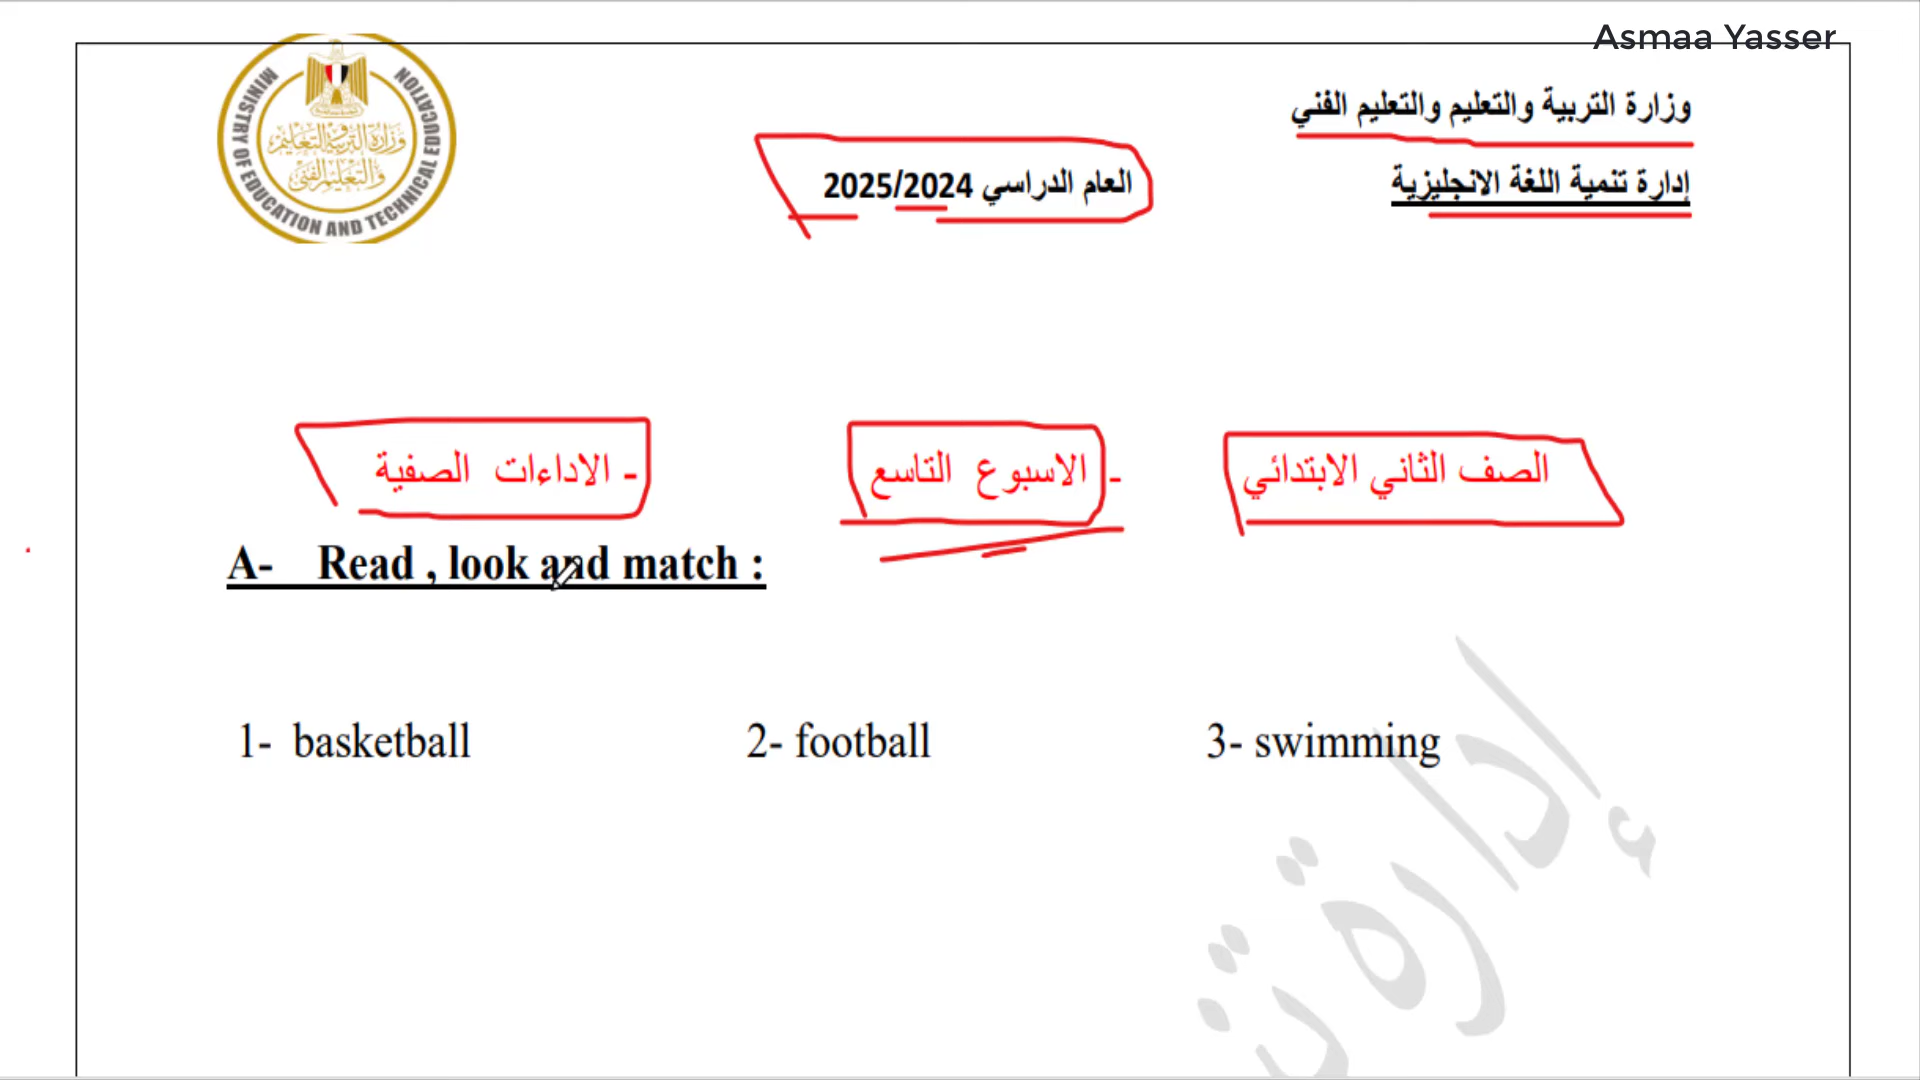 Asmaa Yasser
وزارة التربية والتعليم والتعليم الفني
إدارة تنمية اللغة الانجليزية
العام الدراسي 2025/2024
MINISTRY OF EDUCATION AND TECHNICAL EDUCATION
وزارة التربية والتعليم
والتعليم الفني
الصف الثاني الابتدائي - الاسبوع التاسع - الاداءات الصفية
A- Read , look and match :
1- basketball 2- football 3- swimming
إدارة ت